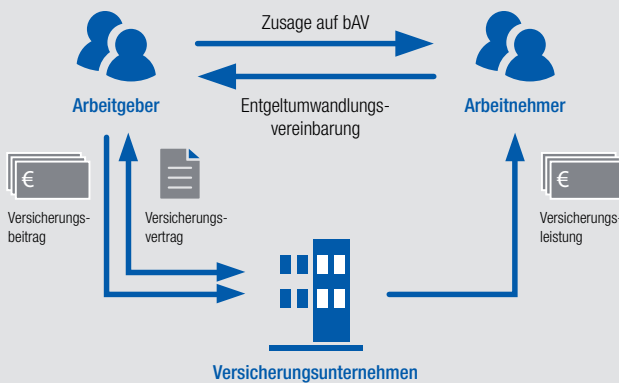 Zusage auf bAV
Arbeitgeber
Entgeltumwandlungs-
vereinbarung
Arbeitnehmer
€
Versicherungs-
beitrag
Versicherungs-
vertrag
€
Versicherungs-
leistung
Versicherungsunternehmen